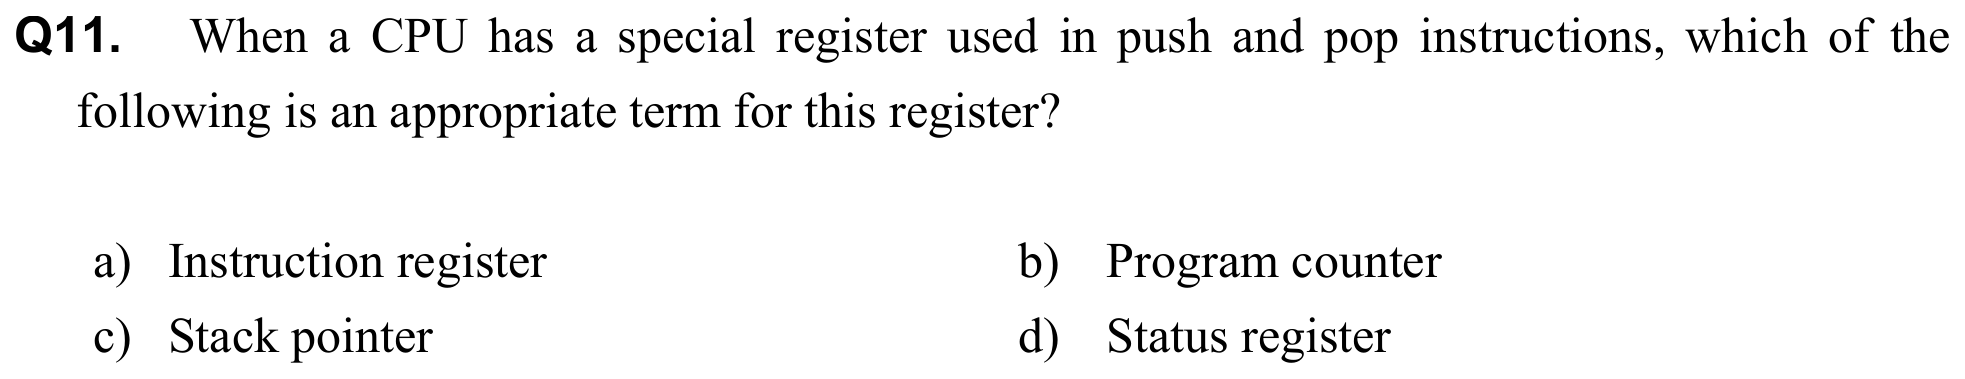 Q11. When a CPU has a special register used in push and pop instructions, which of the
following is an appropriate term for this register?
a) Instruction register b) Program counter
c) Stack pointer d) Status register